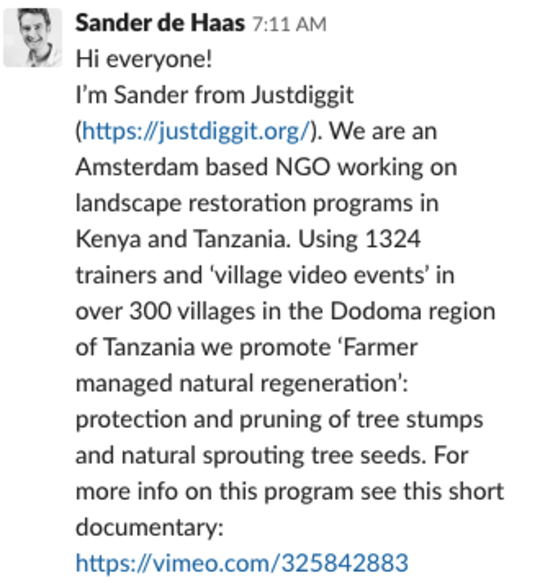 Sander de Haas 7:11 AM
Hi everyone!
I’m Sander from Justdiggit
(https://justdiggit.org/). We are an
Amsterdam based NGO working on
landscape restoration programs in
Kenya and Tanzania. Using 1324
trainers and ‘village video events’ in
over 300 villages in the Dodoma region
of Tanzania we promote ‘Farmer
managed natural regeneration’:
protection and pruning of tree stumps
and natural sprouting tree seeds. For
more info on this program see this short
documentary:
https://vimeo.com/325842883